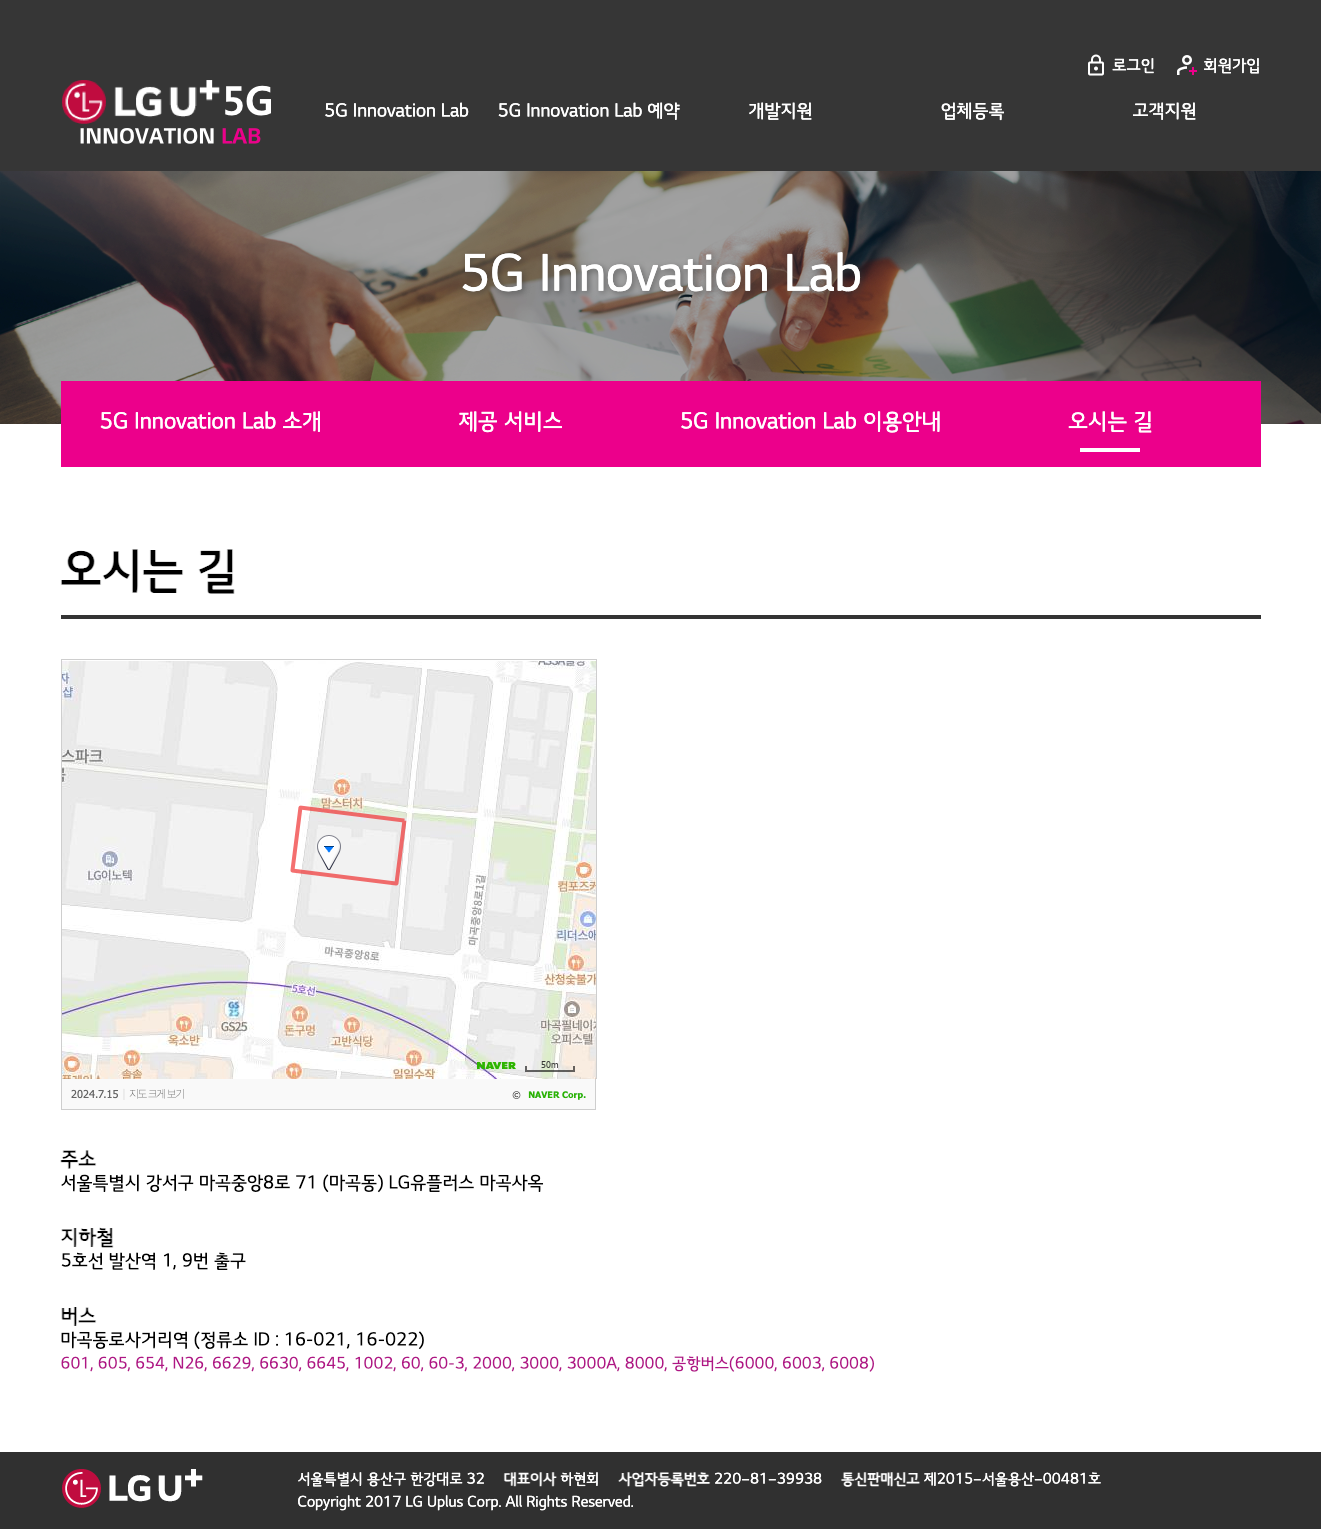 로그인
회원가입
LG U+ 5G
INNOVATION LAB
5G Innovation Lab
5G Innovation Lab 예약
개발지원
업체등록
고객지원
5G Innovation Lab
5G Innovation Lab 소개
제공 서비스
5G Innovation Lab 이용안내
오시는 길
오시는 길
자
샵
스파크
맘스터치
LG이노텍
컴포즈커
마곡중앙8로1길
리더스에
마곡중앙8로
산청숯불가
5호선
GS25
GS25
옥소반
돈구멍
고반식당
마곡필네이처
오피스텔
솔솔
일일수작
NAVER
50m
2024.7.15
지도 크게 보기
© NAVER Corp.
주소
서울특별시 강서구 마곡중앙8로 71 (마곡동) LG유플러스 마곡사옥
지하철
5호선 발산역 1, 9번 출구
버스
마곡동로사거리역 (정류소 ID : 16-021, 16-022)
601, 605, 654, N26, 6629, 6630, 6645, 1002, 60, 60-3, 2000, 3000, 3000A, 8000, 공항버스(6000, 6003, 6008)
LG U+
서울특별시 용산구 한강대로 32 대표이사 하현회 사업자등록번호 220-81-39938 통신판매신고 제2015-서울용산-00481호
Copyright 2017 LG Uplus Corp. All Rights Reserved.